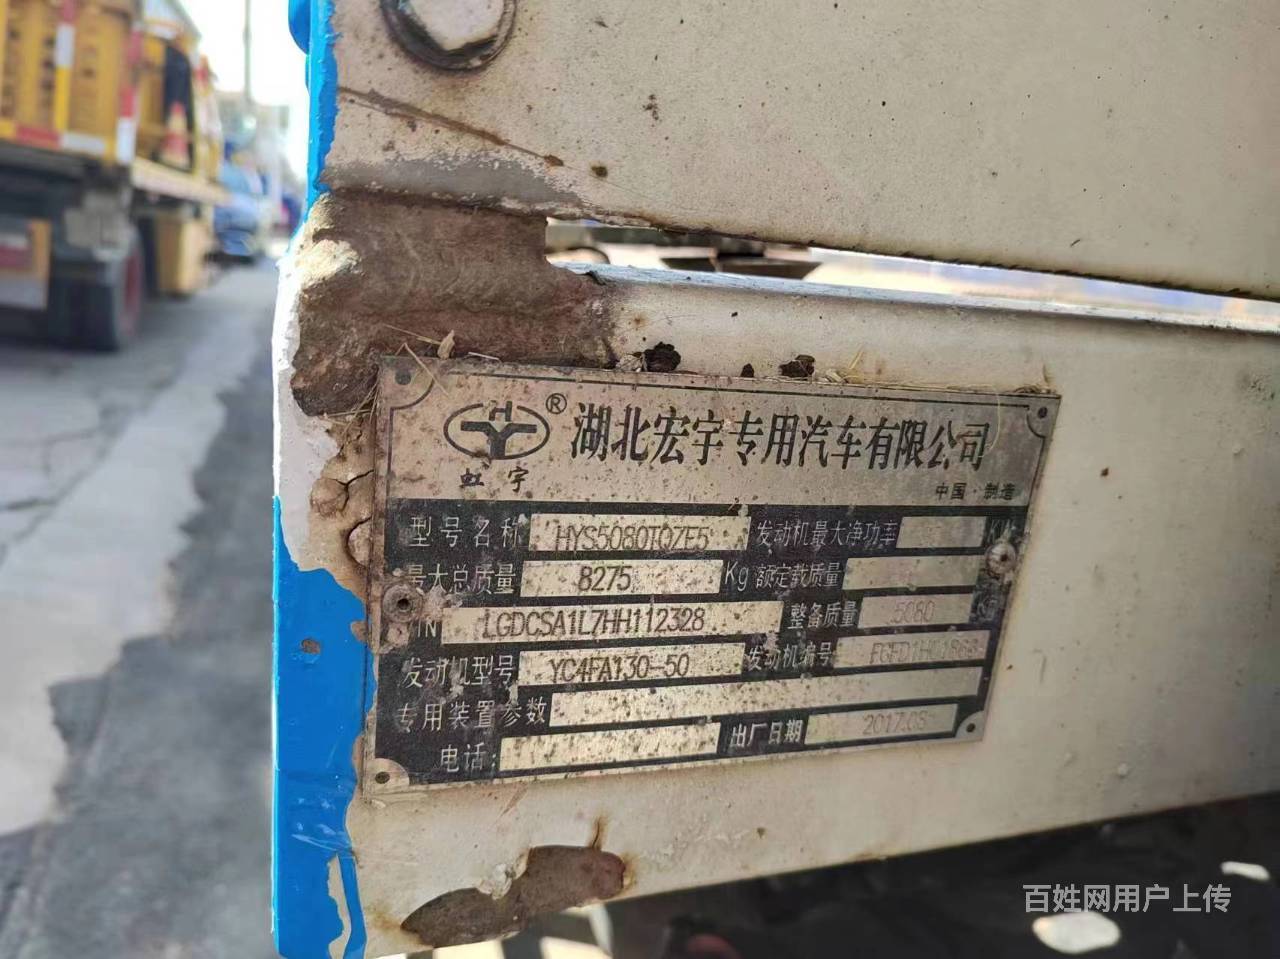 湖北宏宇专用汽车有限公司
虹宇 ®
中国·制造
型号名称 HYS5080TQZE5 发动机最大净功率 KW
最大总质量 8275 Kg 额定载质量
VIN LGDCSA1L7HH112328 整备质量 5080 Kg
发动机型号 YC4FA130-50 发动机编号
专用装置参数
电话: 出厂日期 2017.03
百姓网用户上传